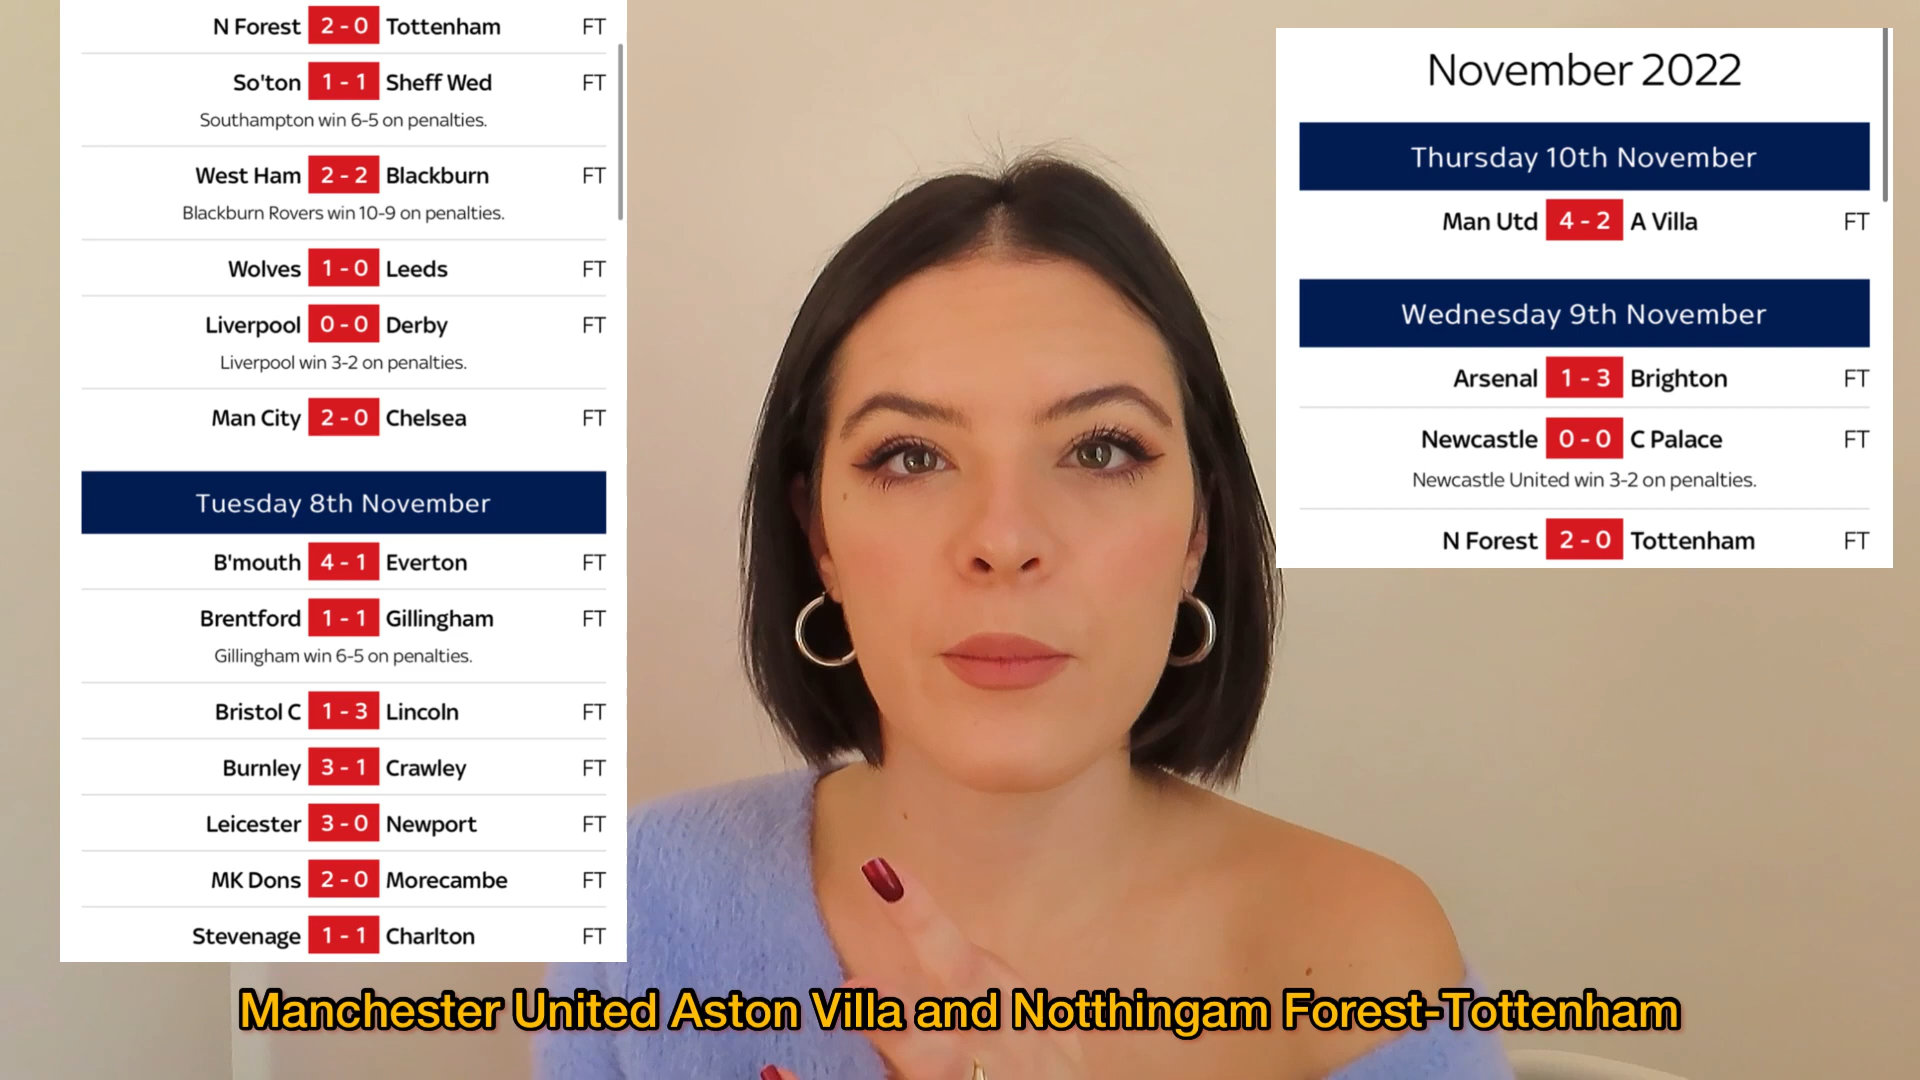 N Forest 2 - 0 Tottenham FT
So'ton 1 - 1 Sheff Wed FT
Southampton win 6-5 on penalties.
West Ham 2 - 2 Blackburn FT
Blackburn Rovers win 10-9 on penalties.
Wolves 1 - 0 Leeds FT
Liverpool 0 - 0 Derby FT
Liverpool win 3-2 on penalties.
Man City 2 - 0 Chelsea FT
Tuesday 8th November
B'mouth 4 - 1 Everton FT
Brentford 1 - 1 Gillingham FT
Gillingham win 6-5 on penalties.
Bristol C 1 - 3 Lincoln FT
Burnley 3 - 1 Crawley FT
Leicester 3 - 0 Newport FT
MK Dons 2 - 0 Morecambe FT
Stevenage 1 - 1 Charlton FT
November 2022
Thursday 10th November
Man Utd 4 - 2 A Villa FT
Wednesday 9th November
Arsenal 1 - 3 Brighton FT
Newcastle 0 - 0 C Palace FT
Newcastle United win 3-2 on penalties.
N Forest 2 - 0 Tottenham FT
Manchester United Aston Villa and Notthingam Forest-Tottenham